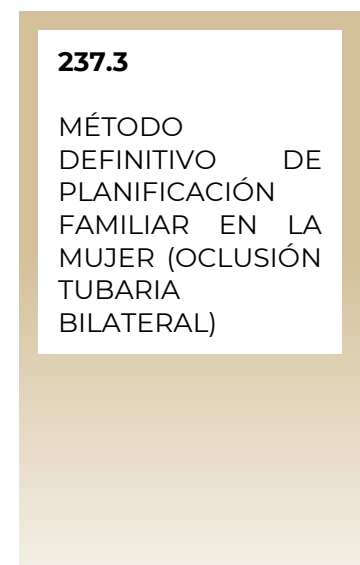 237.3
MÉTODO
DEFINITIVO DE
PLANIFICACIÓN
FAMILIAR EN LA
MUJER (OCLUSIÓN
TUBARIA
BILATERAL)